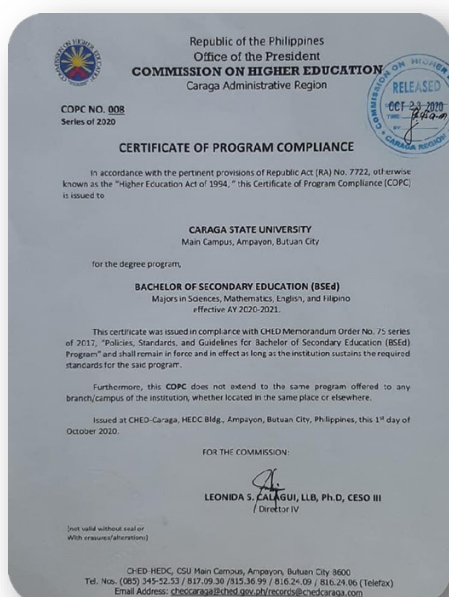 Republic of the Philippines
Office of the President
COMMISSION ON HIGHER EDUCATION
Caraga Administrative Region
COMMISSION ON HIGHER
RELEASED
OCT 23 2020
CARAGA REGION
COPC NO. 008
Series of 2020
CERTIFICATE OF PROGRAM COMPLIANCE
In accordance with the pertinent provisions of Republic Act (RA) No. 7722, otherwise
known as the "Higher Education Act of 1994," this Certificate of Program Compliance (COPC)
is issued to
CARAGA STATE UNIVERSITY
Main Campus, Ampayon, Butuan City
for the degree program,
BACHELOR OF SECONDARY EDUCATION (BSEd)
Majors in Sciences, Mathematics, English, and Filipino
effective AY 2020-2021.
This certificate was issued in compliance with CHED Memorandum Order No. 75 series
of 2017, "Policies, Standards, and Guidelines for Bachelor of Secondary Education (BSEd)
Program" and shall remain in force and in effect as long as the institution sustains the required
standards for the said program.
Furthermore, this COPC does not extend to the same program offered to any
branch/campus of the institution, whether located in the same place or elsewhere.
Issued at CHED-Caraga, HEDC Bldg., Ampayon, Butuan City, Philippines, this 1st day of
October 2020.
FOR THE COMMISSION:
LEONIDA S. CALAGUI, LLB, Ph.D, CESO III
Director IV
(not valid without seal or
With erasures/alterations)
CHED-HEDC, CSU Main Campus, Ampayon, Butuan City 8600
Tel. Nos. (085) 345-52.53 / 817.09.30 /815.36.99 / 816.24.09 / 816.24.06 (Telefax)
Email Address: chedcaraga@ched.gov.ph/records@chedcaraga.com